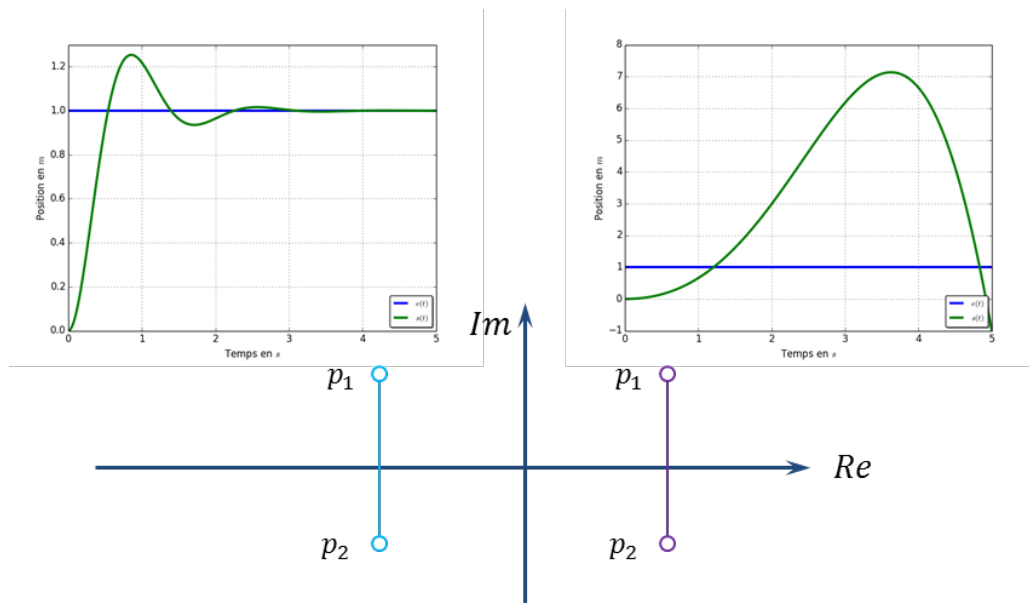 1.2
1.0
0.8
0.6
0.4
0.2
0.0
Position en m
0 1 2 3 4 5
Temps en s
e(t)
s(t)
8
7
6
5
4
3
2
1
0
−1
Position en m
0 1 2 3 4 5
Temps en s
e(t)
s(t)
Im
p₁
p₁
Re
p₂
p₂